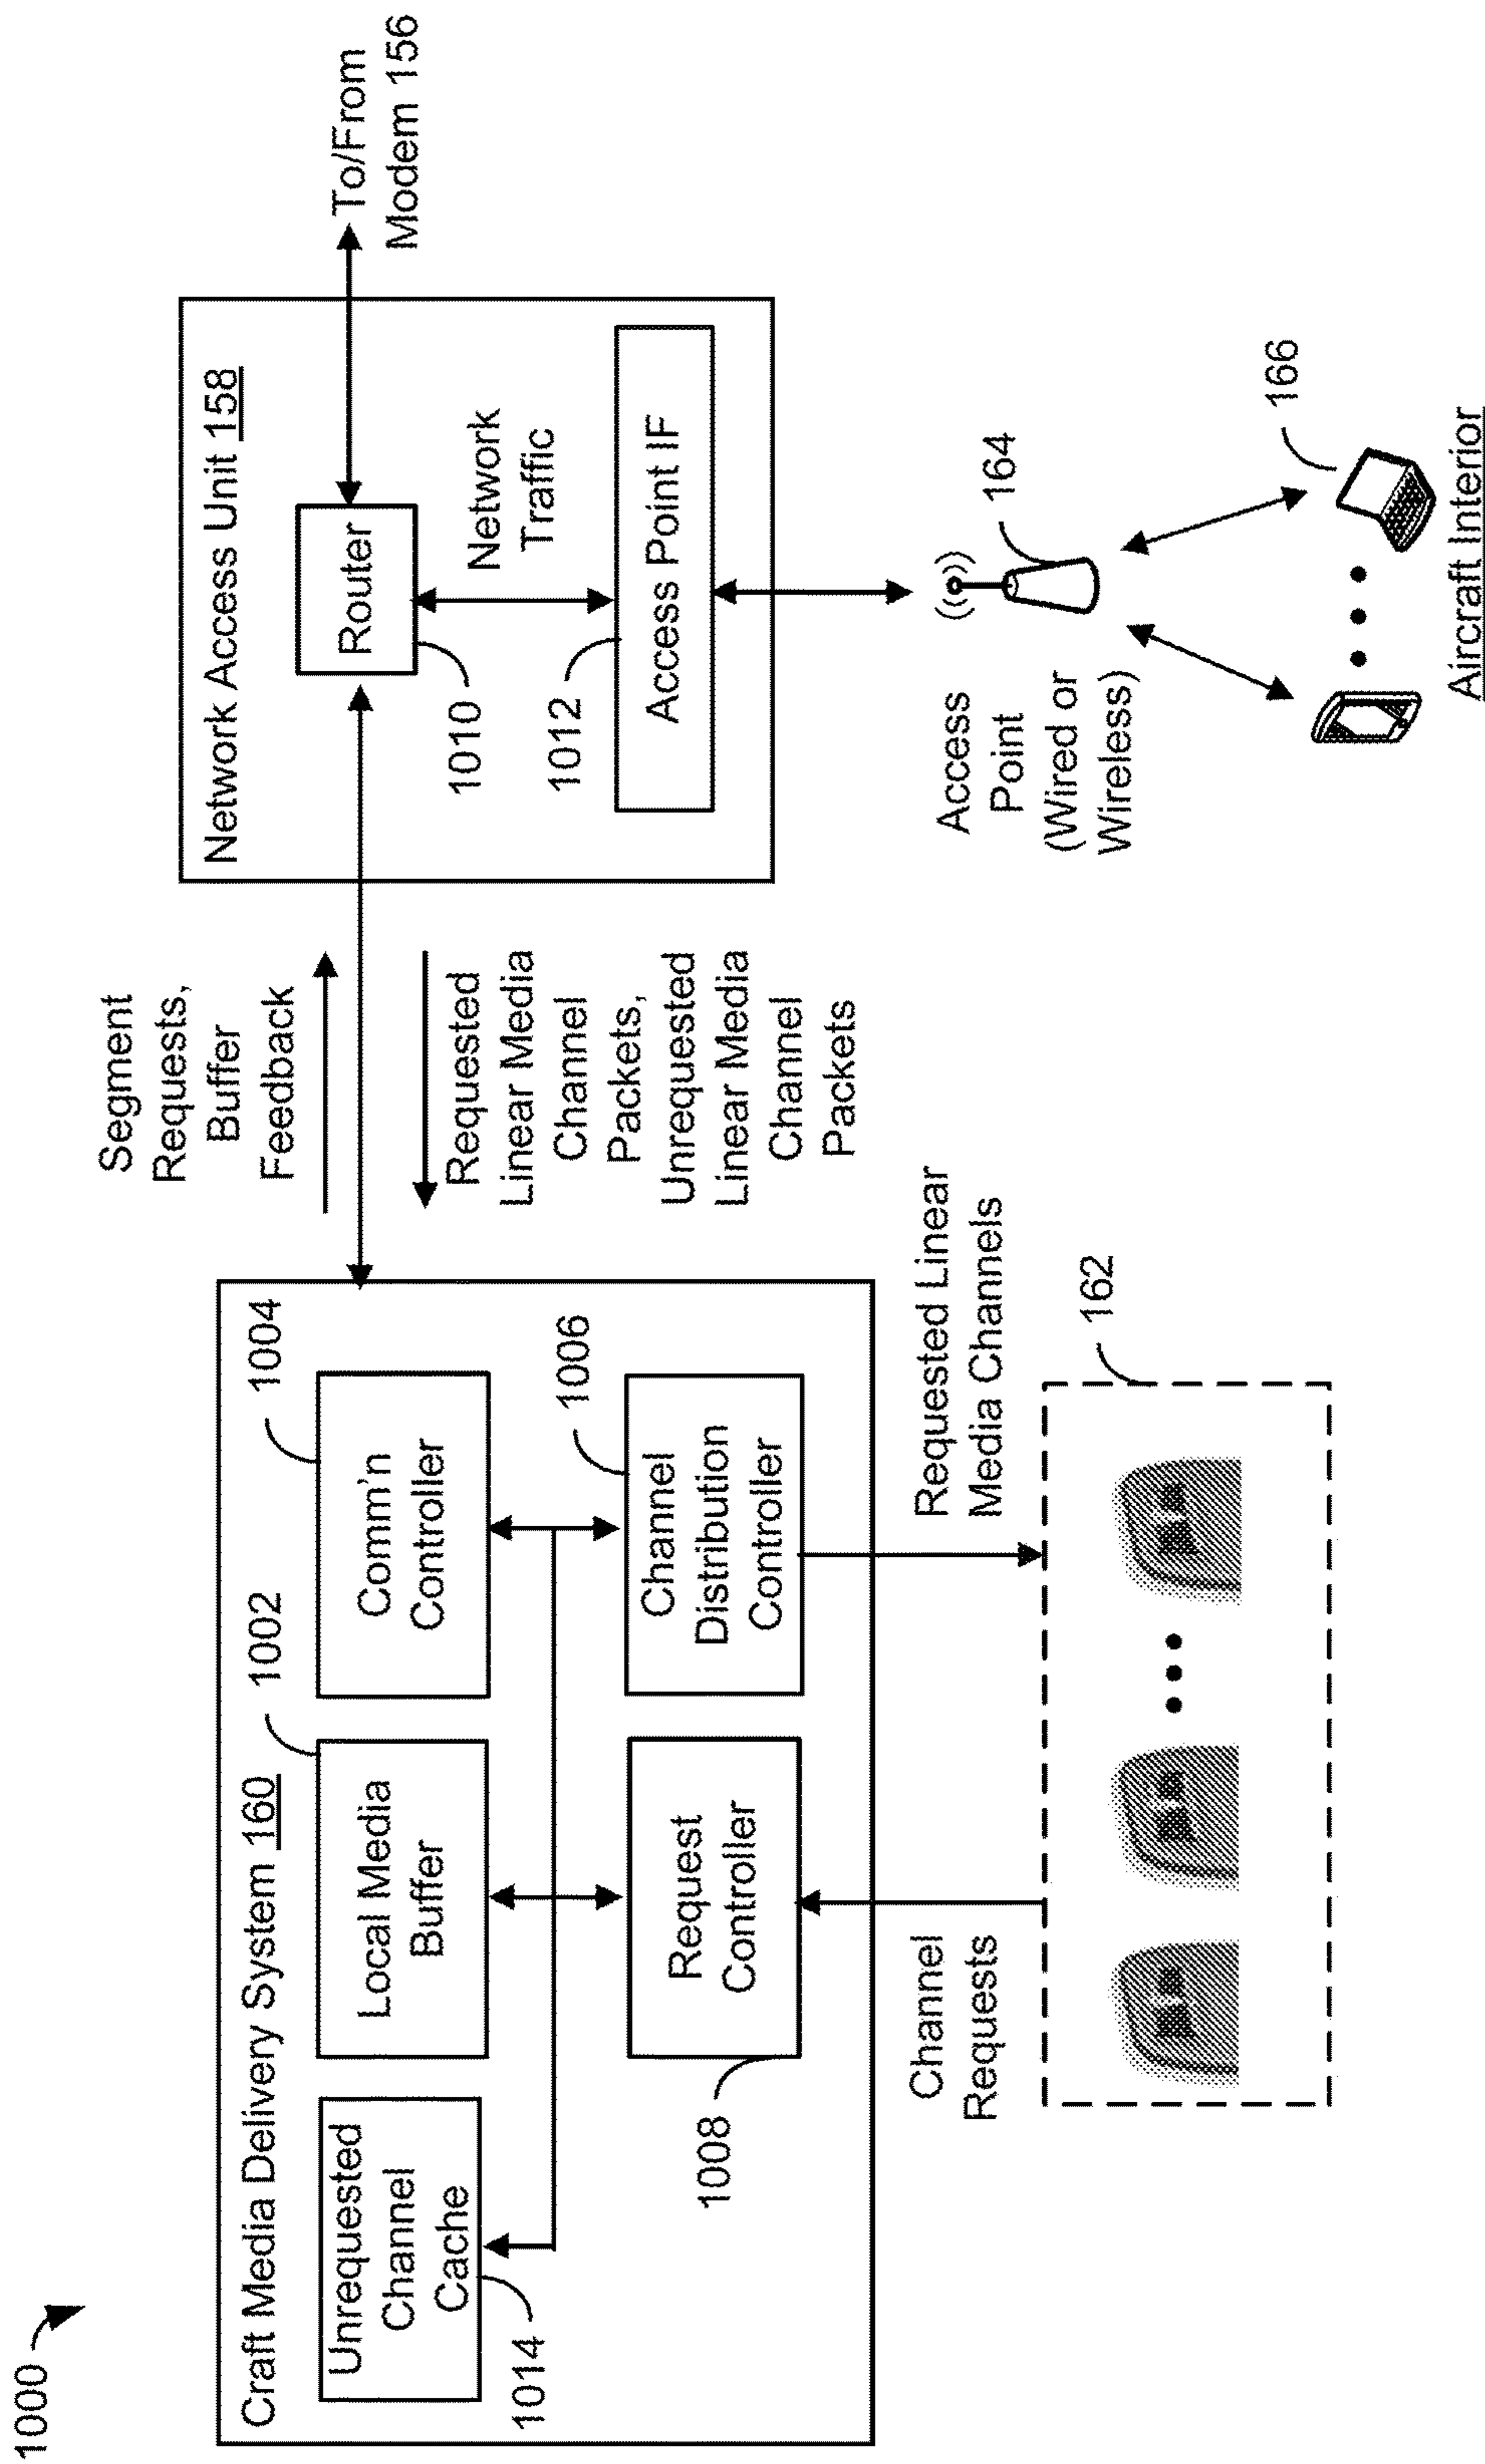 1000
Craft Media Delivery System 160
Unrequested
Channel
Cache
1014
Local Media
Buffer
1002
Comm'n
Controller
1004
Request
Controller
1008
Channel
Distribution
Controller
1006
Channel
Requests
Requested Linear
Media Channels
162
Segment
Requests,
Buffer
Feedback
Requested
Linear Media
Channel
Packets,
Unrequested
Linear Media
Channel
Packets
Network Access Unit 158
Router
1010
Network
Traffic
1012
Access Point IF
To/From
Modem 156
Access
Point
(Wired or
Wireless)
164
166
Aircraft Interior